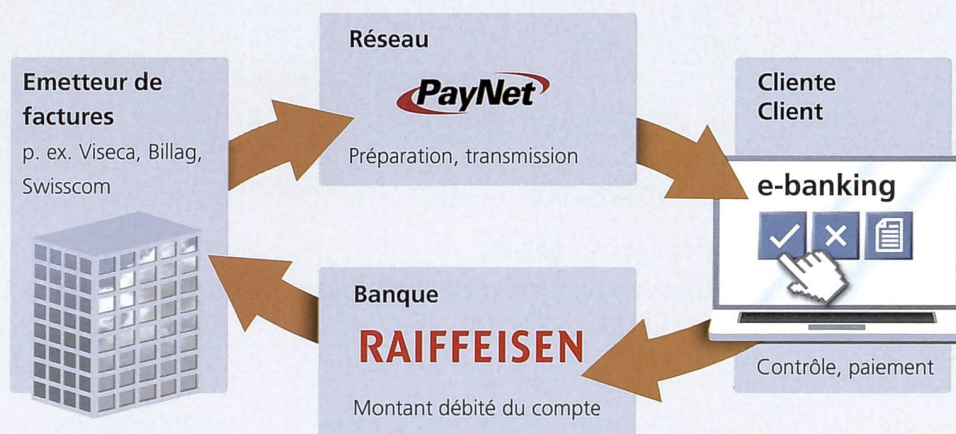 Emetteur de
factures
p. ex. Viseca, Billag,
Swisscom
Réseau
PayNet
Préparation, transmission
Cliente
Client
e-banking
Contrôle, paiement
Banque
RAIFFEISEN
Montant débité du compte